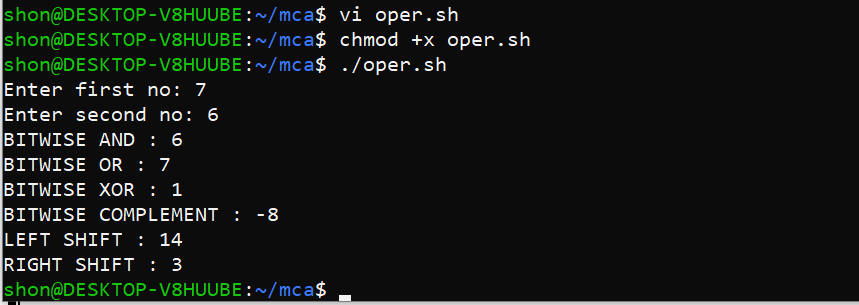 shon@DESKTOP-V8HUUBE:~/mca$ vi oper.sh
shon@DESKTOP-V8HUUBE:~/mca$ chmod +x oper.sh
shon@DESKTOP-V8HUUBE:~/mca$ ./oper.sh
Enter first no: 7
Enter second no: 6
BITWISE AND : 6
BITWISE OR : 7
BITWISE XOR : 1
BITWISE COMPLEMENT : -8
LEFT SHIFT : 14
RIGHT SHIFT : 3
shon@DESKTOP-V8HUUBE:~/mca$